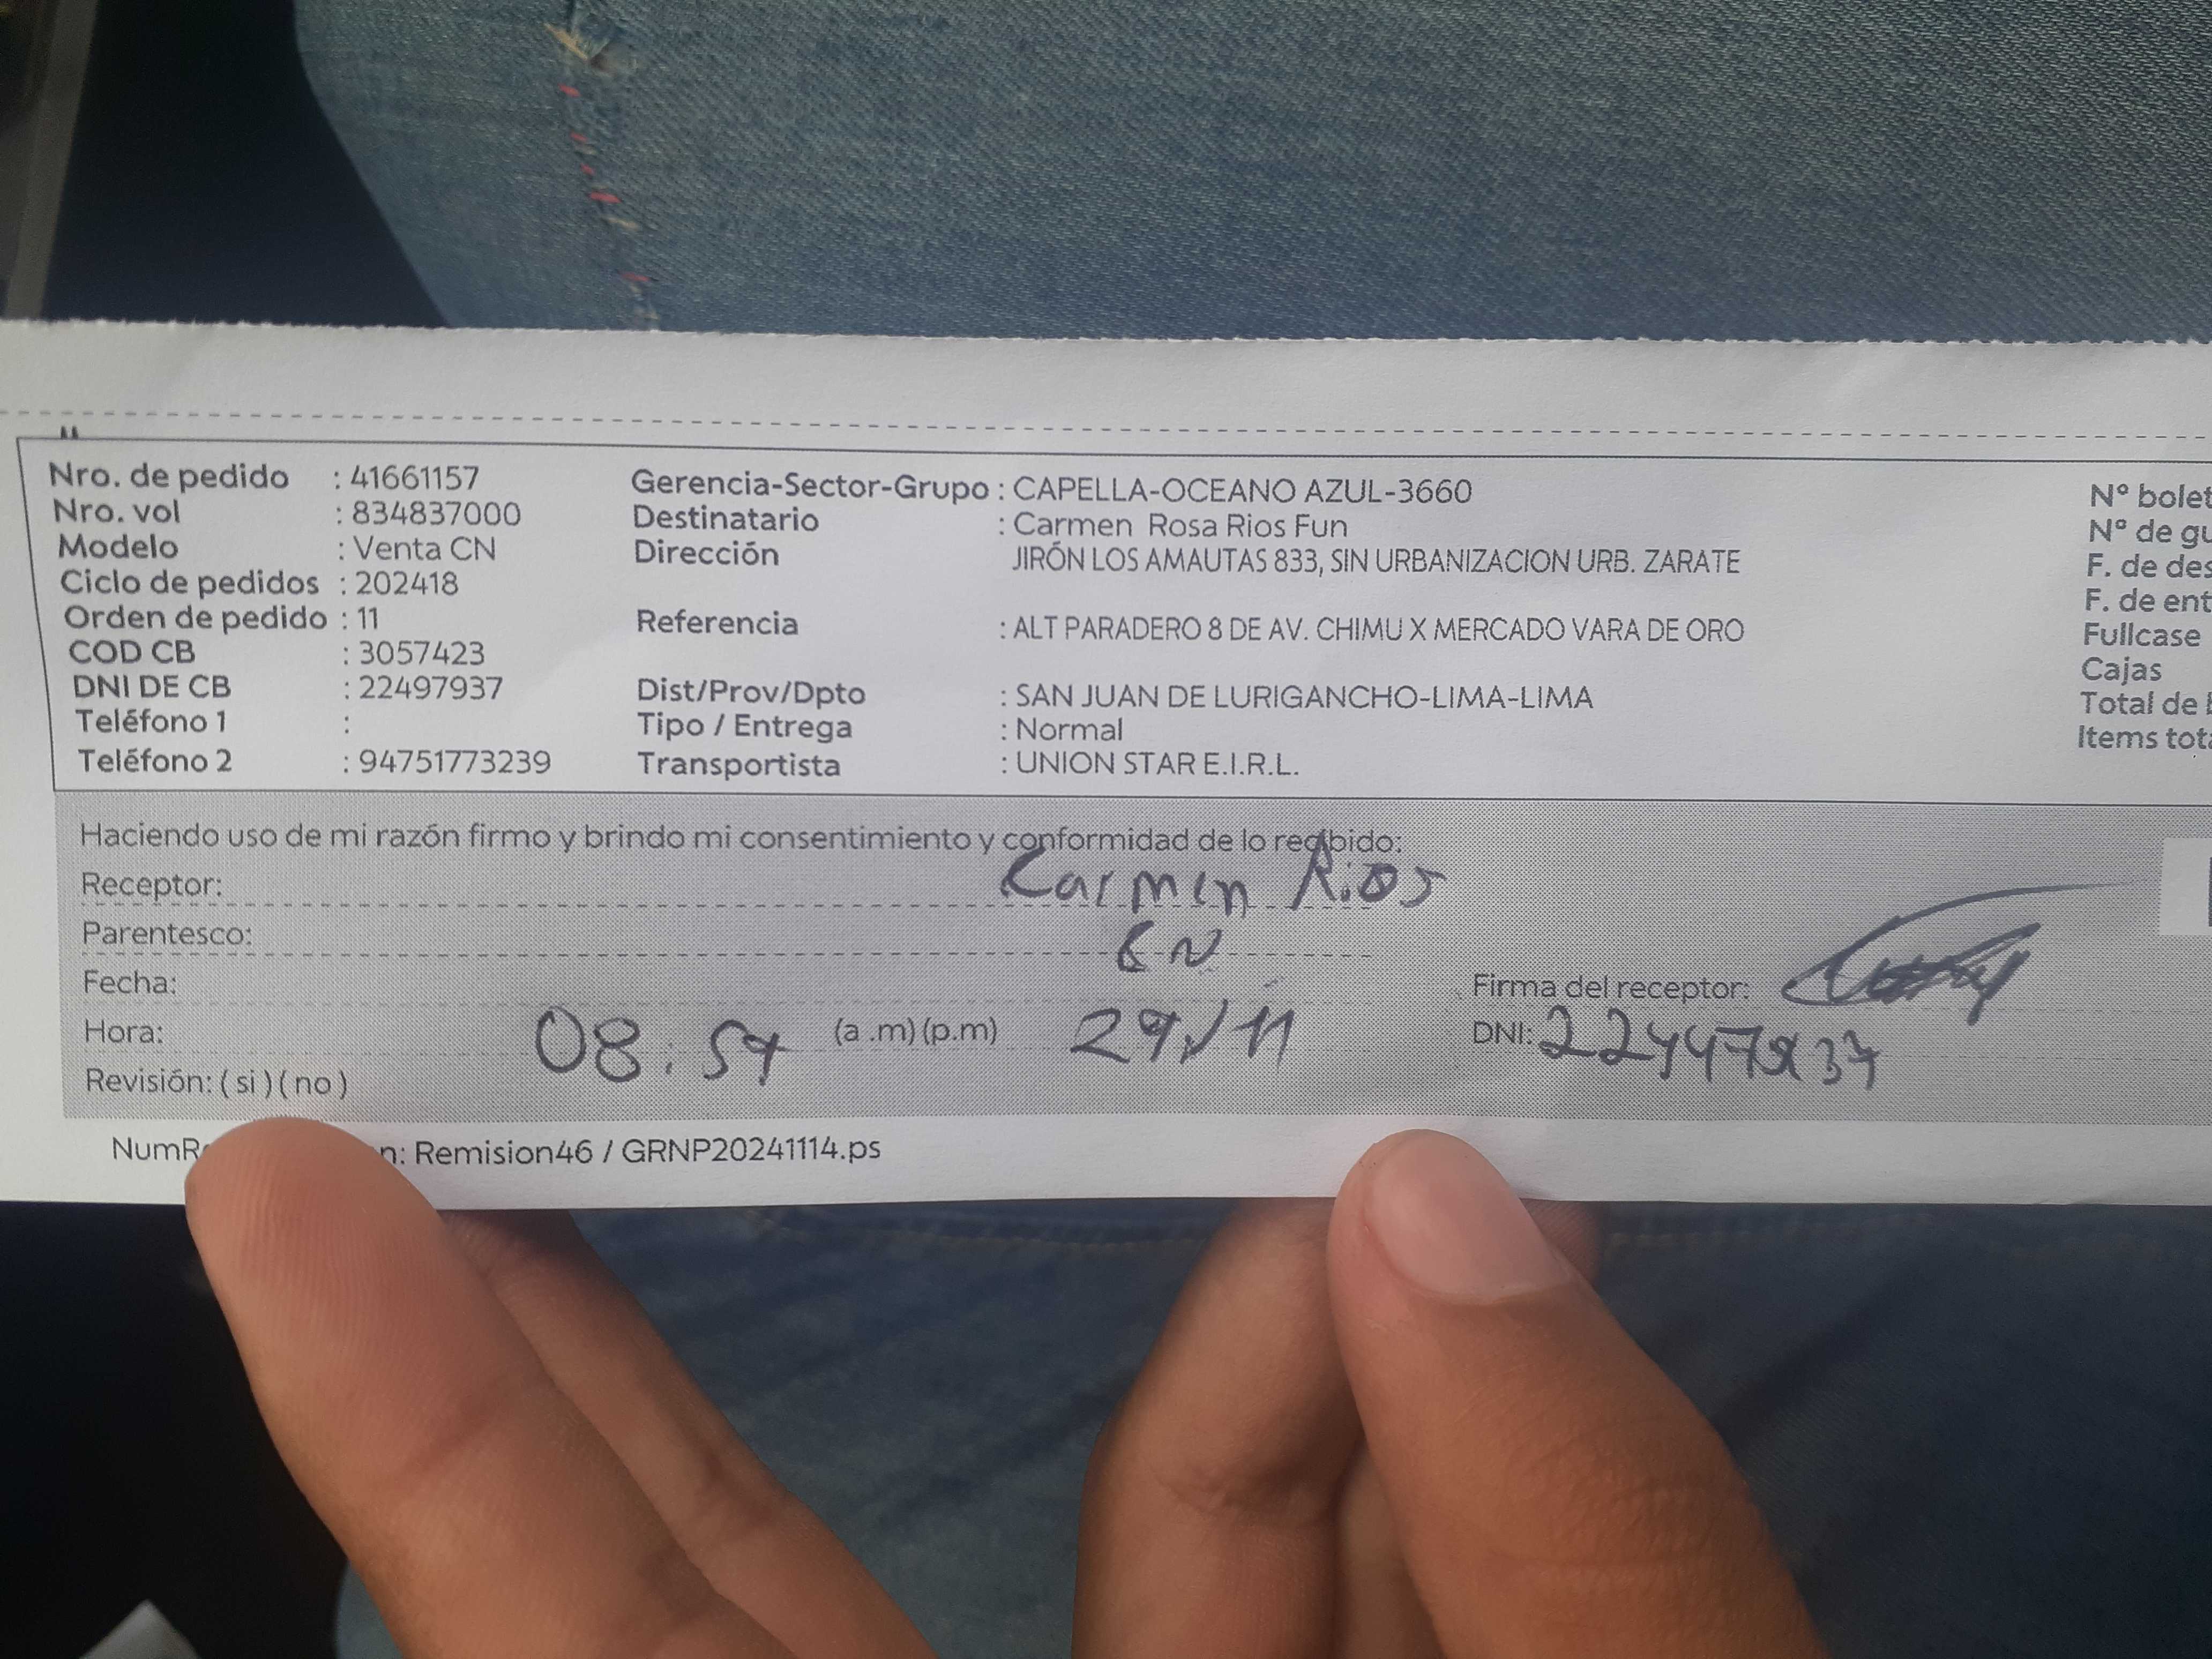 Nro. de pedido : 41661157
Nro. vol : 834837000
Modelo : Venta CN
Ciclo de pedidos : 202418
Orden de pedido : 11
COD CB : 3057423
DNI DE CB : 22497937
Teléfono 1 :
Teléfono 2 : 94751773239
Gerencia-Sector-Grupo : CAPELLA-OCEANO AZUL-3660
Destinatario : Carmen Rosa Rios Fun
Dirección JIRÓN LOS AMAUTAS 833, SIN URBANIZACION URB. ZARATE
Referencia : ALT PARADERO 8 DE AV. CHIMU X MERCADO VARA DE ORO
Dist/Prov/Dpto : SAN JUAN DE LURIGANCHO-LIMA-LIMA
Tipo / Entrega : Normal
Transportista : UNION STAR E.I.R.L.
N° bolet
N° de gu
F. de des
F. de ent
Fullcase
Cajas
Total de
Items tot
Haciendo uso de mi razón firmo y brindo mi consentimiento y conformidad de lo recibido:
Receptor: Carmen Rios
Parentesco:
Fecha:
Firma del receptor:
Hora: 08:57 (a .m) (p.m) 29/11
DNI:
Revisión: ( si ) ( no )
NumR n: Remision46 / GRNP20241114.ps